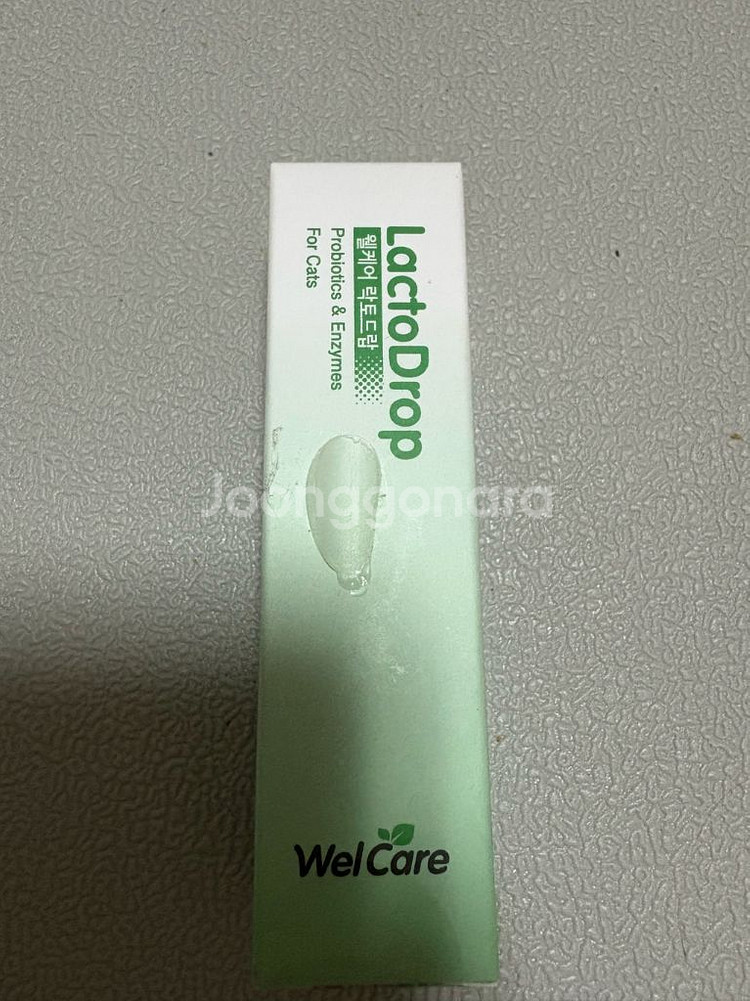 LactoDrop
웰케어 락토드랍
Probiotics & Enzymes
For Cats
Joonggonara
WelCare